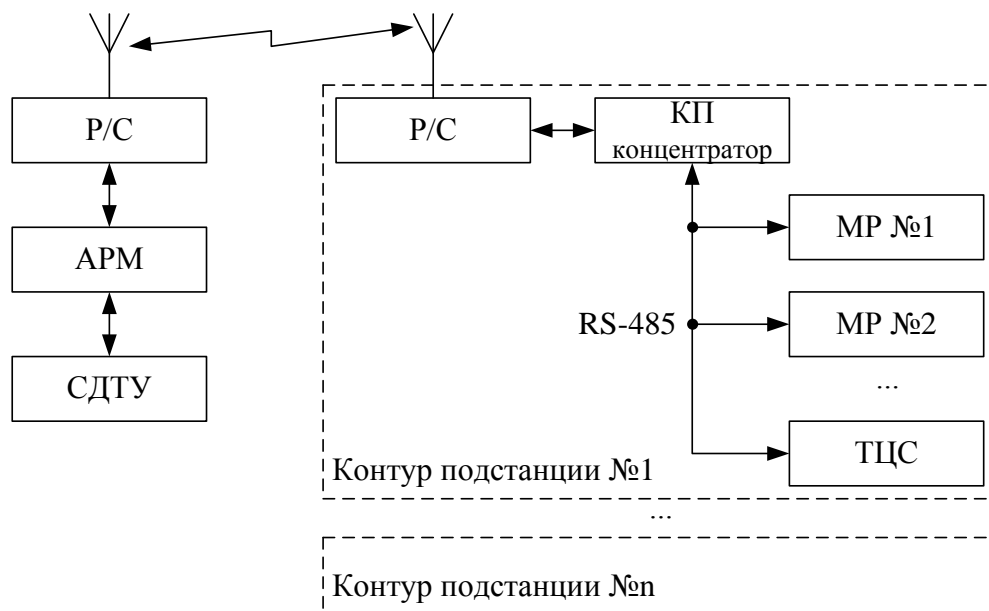 Р/С
АРМ
СДТУ
Р/С
КП
концентратор
МР №1
RS-485
МР №2
...
ТЦС
Контур подстанции №1
...
Контур подстанции №n